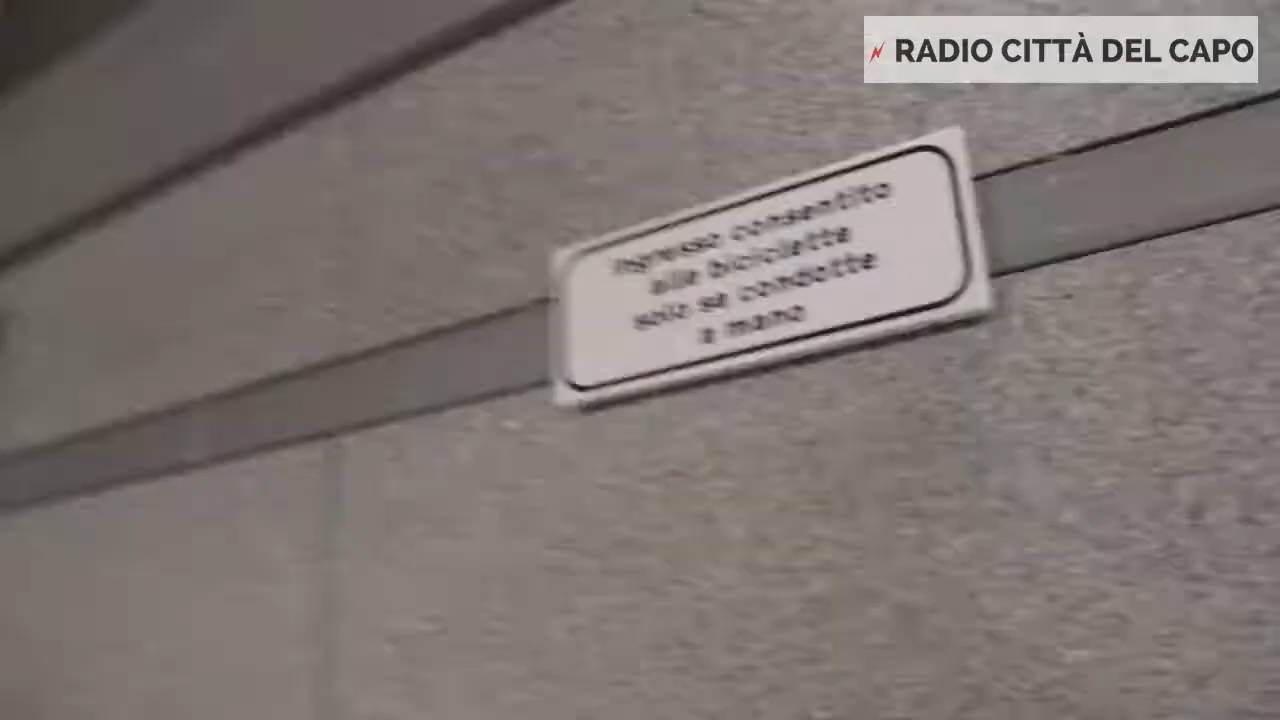 RADIO CITTÀ DEL CAPO
Ingresso consentito
alle biciclette
solo se condotte
a mano